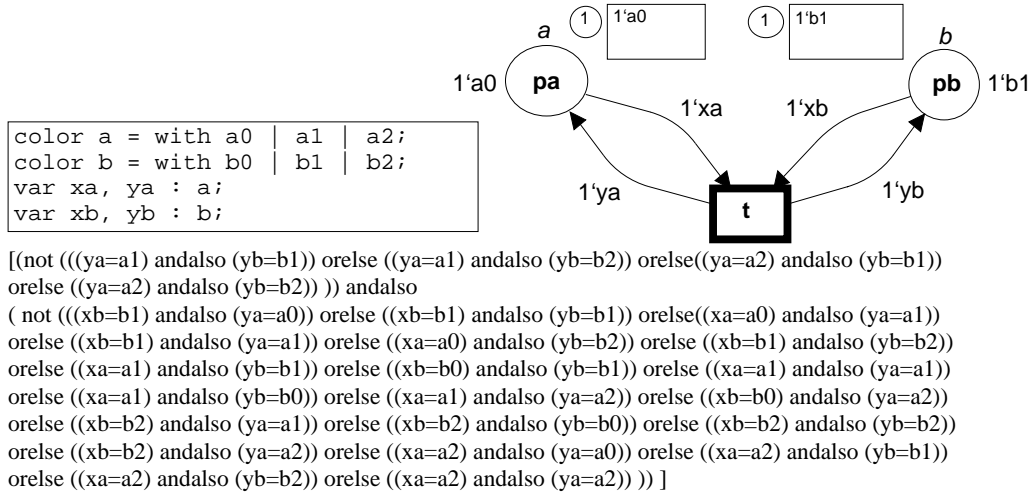 a
1
1‘a0
1
1‘b1
b
1‘a0
pa
pb
1‘b1
1‘xa
1‘xb
color a = with a0 | a1 | a2;
color b = with b0 | b1 | b2;
var xa, ya : a;
var xb, yb : b;
1‘ya
t
1‘yb
[(not (((ya=a1) andalso (yb=b1)) orelse ((ya=a1) andalso (yb=b2)) orelse((ya=a2) andalso (yb=b1))
orelse ((ya=a2) andalso (yb=b2)) )) andalso
( not (((xb=b1) andalso (ya=a0)) orelse ((xb=b1) andalso (yb=b1)) orelse((xa=a0) andalso (ya=a1))
orelse ((xb=b1) andalso (ya=a1)) orelse ((xa=a0) andalso (yb=b2)) orelse ((xb=b1) andalso (yb=b2))
orelse ((xa=a1) andalso (yb=b1)) orelse ((xb=b0) andalso (yb=b1)) orelse ((xa=a1) andalso (ya=a1))
orelse ((xa=a1) andalso (yb=b0)) orelse ((xa=a1) andalso (ya=a2)) orelse ((xb=b0) andalso (ya=a2))
orelse ((xb=b2) andalso (ya=a1)) orelse ((xb=b2) andalso (yb=b0)) orelse ((xb=b2) andalso (yb=b2))
orelse ((xb=b2) andalso (ya=a2)) orelse ((xa=a2) andalso (ya=a0)) orelse ((xa=a2) andalso (yb=b1))
orelse ((xa=a2) andalso (yb=b2)) orelse ((xa=a2) andalso (ya=a2)) )) ]